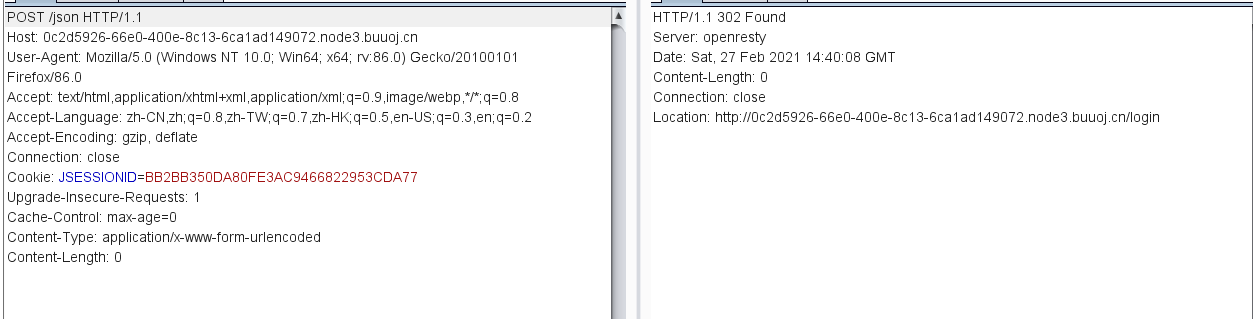 POST /json HTTP/1.1
Host: 0c2d5926-66e0-400e-8c13-6ca1ad149072.node3.buuoj.cn
User-Agent: Mozilla/5.0 (Windows NT 10.0; Win64; x64; rv:86.0) Gecko/20100101
Firefox/86.0
Accept: text/html,application/xhtml+xml,application/xml;q=0.9,image/webp,*/*;q=0.8
Accept-Language: zh-CN,zh;q=0.8,zh-TW;q=0.7,zh-HK;q=0.5,en-US;q=0.3,en;q=0.2
Accept-Encoding: gzip, deflate
Connection: close
Cookie: JSESSIONID=BB2BB350DA80FE3AC9466822953CDA77
Upgrade-Insecure-Requests: 1
Cache-Control: max-age=0
Content-Type: application/x-www-form-urlencoded
Content-Length: 0
HTTP/1.1 302 Found
Server: openresty
Date: Sat, 27 Feb 2021 14:40:08 GMT
Content-Length: 0
Connection: close
Location: http://0c2d5926-66e0-400e-8c13-6ca1ad149072.node3.buuoj.cn/login